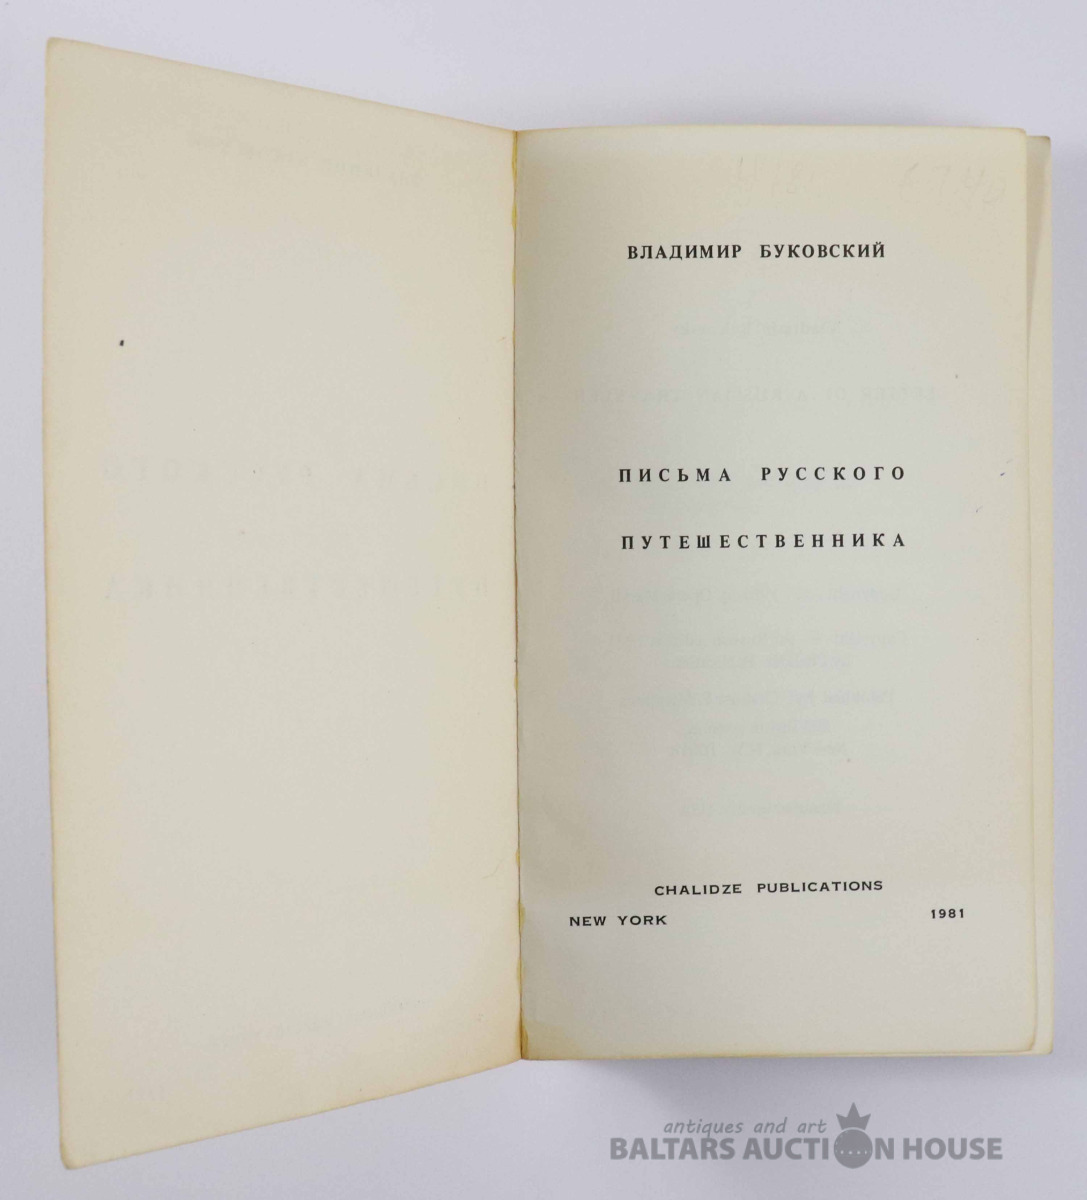 ВЛАДИМИР БУКОВСКИЙ
ПИСЬМА РУССКОГО
ПУТЕШЕСТВЕННИКА
CHALIDZE PUBLICATIONS
NEW YORK 1981
antiques and art
BALTARS AUCTION HOUSE